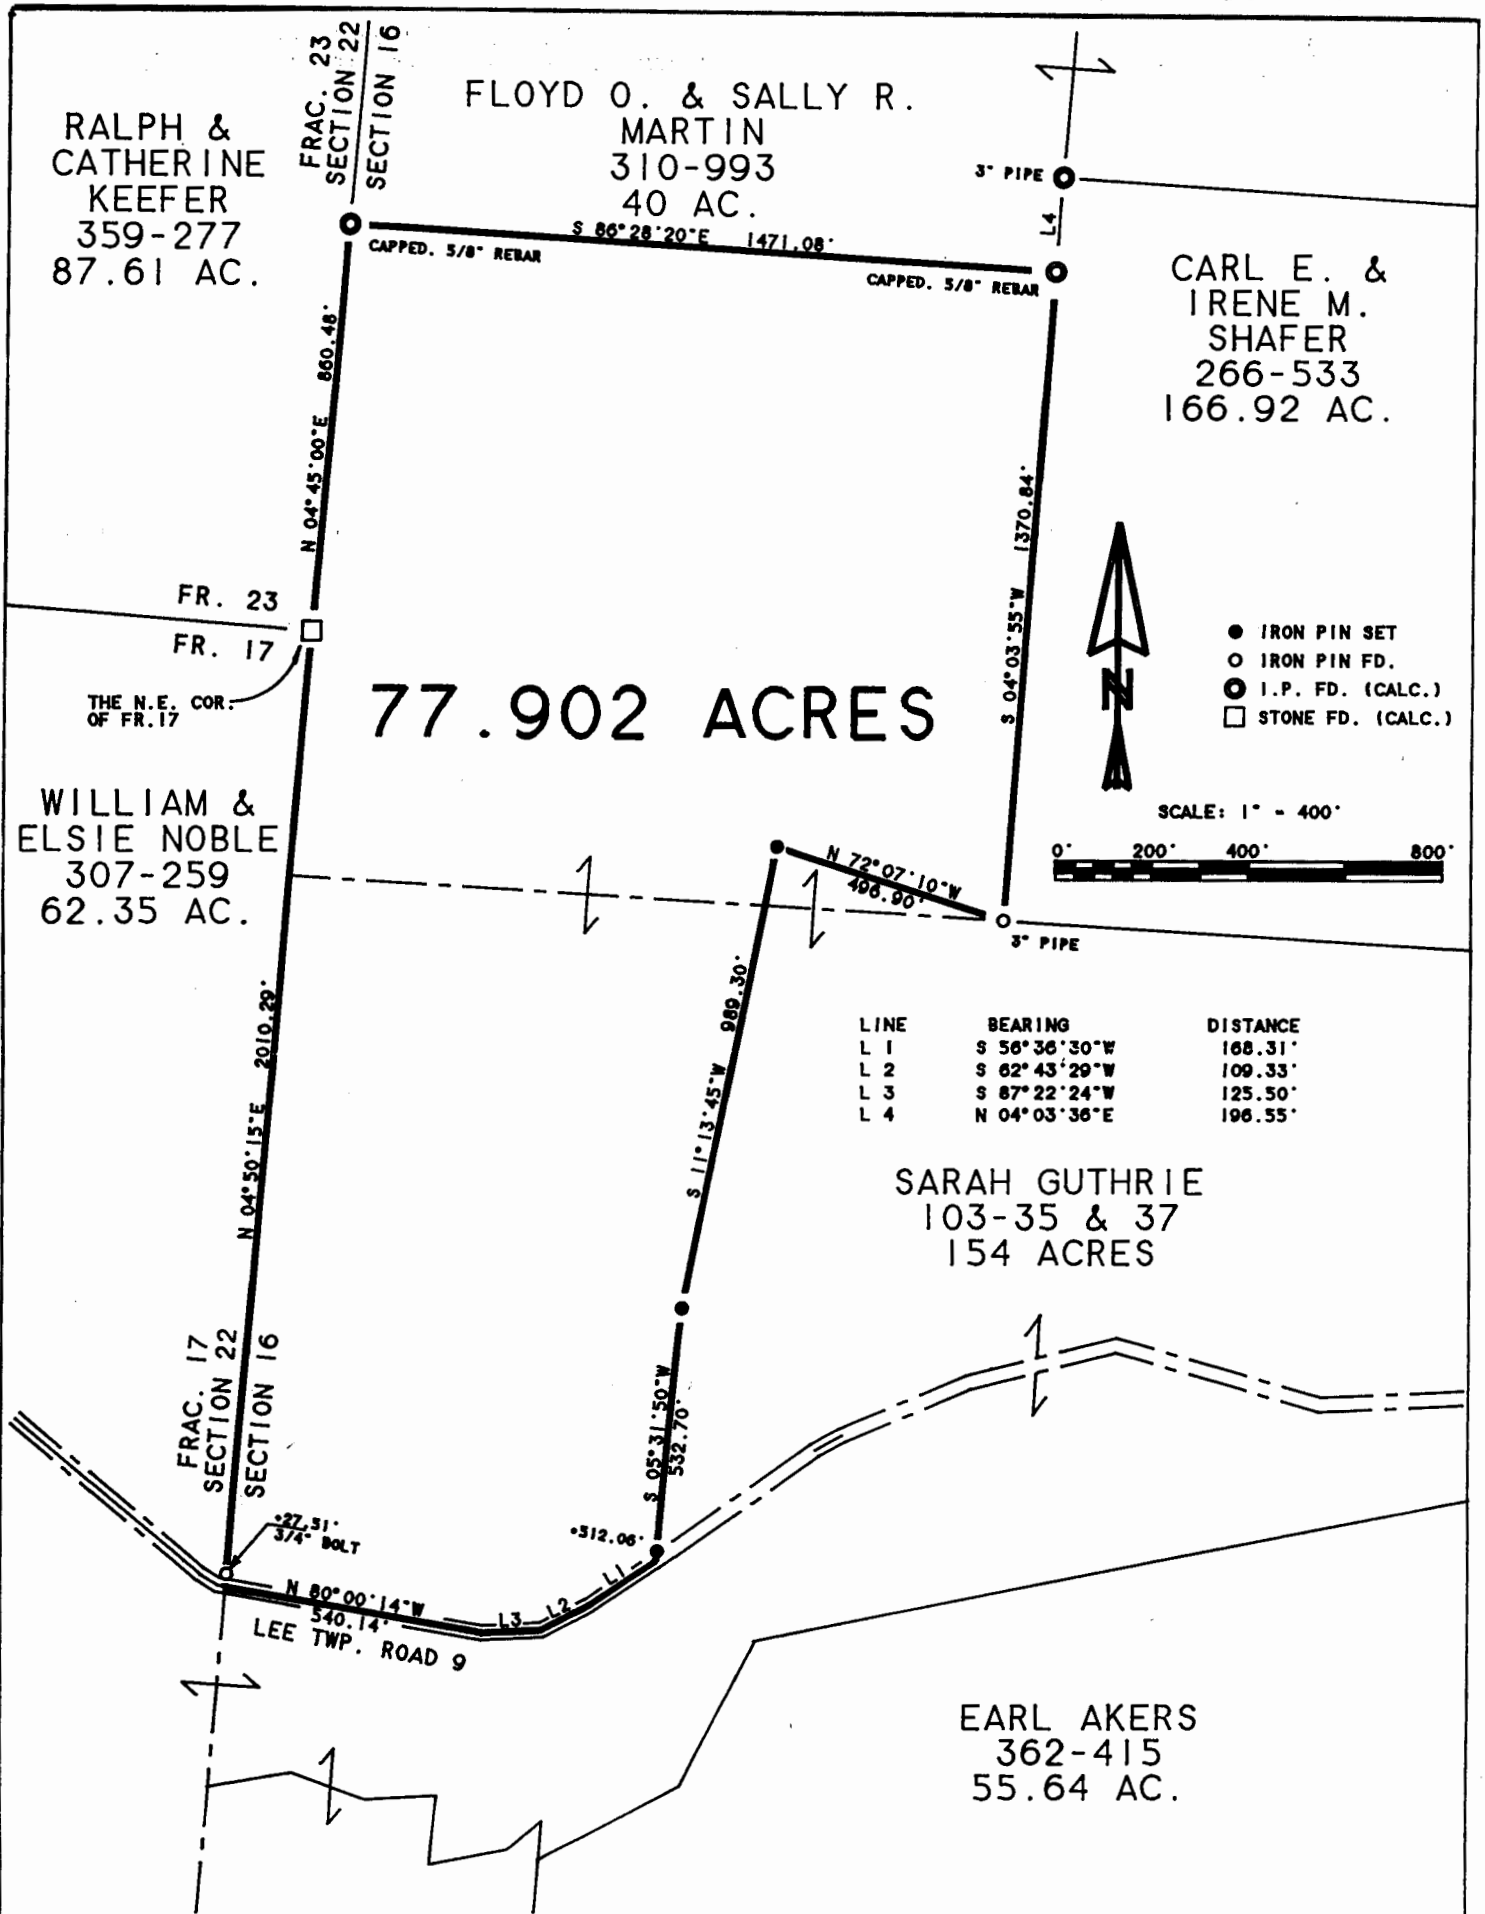 FRAC. 23
SECTION 22
SECTION 16
FLOYD O. & SALLY R.
MARTIN
310-993
40 AC.
RALPH &
CATHERINE
KEEFER
359-277
87.61 AC.
3" PIPE
L4
S 86°28'20"E 1471.08'
CAPPED. 5/8" REBAR
CAPPED. 5/8" REBAR
CARL E. &
IRENE M.
SHAFER
266-533
166.92 AC.
N 04°45'00"E 860.48'
S 04°03'55"W 1370.84'
FR. 23
FR. 17
THE N.E. COR.
OF FR.17
77.902 ACRES
N
IRON PIN SET
IRON PIN FD.
I.P. FD. (CALC.)
STONE FD. (CALC.)
SCALE: 1" = 400'
0' 200' 400' 800'
WILLIAM &
ELSIE NOBLE
307-259
62.35 AC.
N 72°07'10"W
496.90'
3" PIPE
N 04°50'15"E 2010.29'
S 11°13'45"W 989.30'
LINE BEARING DISTANCE
L 1 S 56°36'30"W 168.31'
L 2 S 62°43'29"W 109.33'
L 3 S 87°22'24"W 125.50'
L 4 N 04°03'36"E 196.55'
SARAH GUTHRIE
103-35 & 37
154 ACRES
FRAC. 17
SECTION 22
SECTION 16
S 05°31'50"W
532.70'
+27.51'
3/4" BOLT
+512.06'
N 80°00'14"W
540.14'
L3
L2
L1
LEE TWP. ROAD 9
EARL AKERS
362-415
55.64 AC.